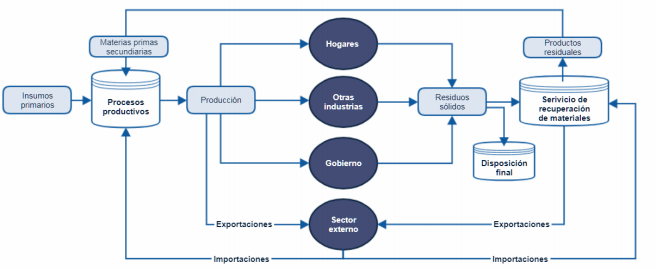 Materias primas
secundarias
Hogares
Productos
residuales
Insumos
primarios
Procesos
productivos
Producción
Otras
industrias
Residuos
sólidos
Serivicio de
recuperación
de materiales
Gobierno
Disposición
final
Sector
externo
Exportaciones
Exportaciones
Importaciones
Importaciones